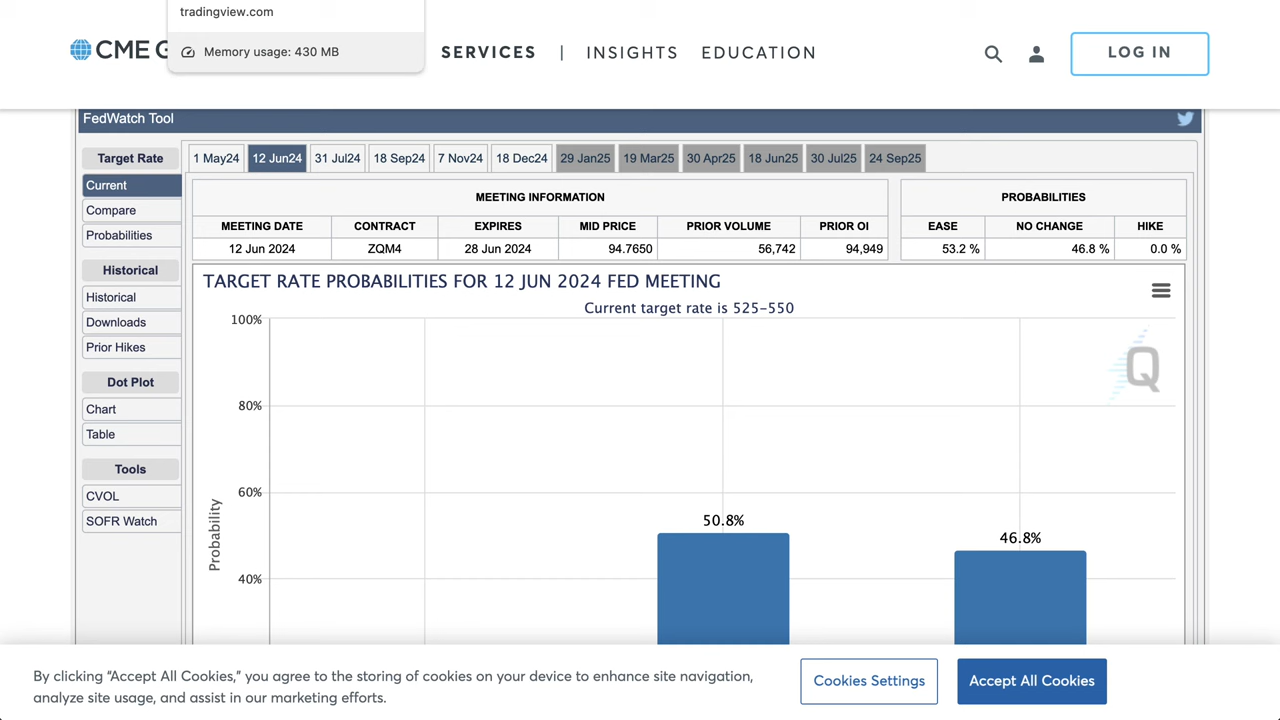 tradingview.com
Memory usage: 430 MB
CME G
SERVICES | INSIGHTS EDUCATION
LOG IN
FedWatch Tool
Target Rate
Current
Compare
Probabilities
Historical
Historical
Downloads
Prior Hikes
Dot Plot
Chart
Table
Tools
CVOL
SOFR Watch
1 May24 12 Jun24 31 Jul24 18 Sep24 7 Nov24 18 Dec24 29 Jan25 19 Mar25 30 Apr25 18 Jun25 30 Jul25 24 Sep25
MEETING INFORMATION
MEETING DATE CONTRACT EXPIRES MID PRICE PRIOR VOLUME PRIOR OI
12 Jun 2024 ZQM4 28 Jun 2024 94.7650 56,742 94,949
PROBABILITIES
EASE NO CHANGE HIKE
53.2 % 46.8 % 0.0 %
TARGET RATE PROBABILITIES FOR 12 JUN 2024 FED MEETING
Current target rate is 525-550
100%
80%
60%
40%
Probability
50.8%
46.8%
Q
By clicking “Accept All Cookies,” you agree to the storing of cookies on your device to enhance site navigation,
analyze site usage, and assist in our marketing efforts.
Cookies Settings
Accept All Cookies